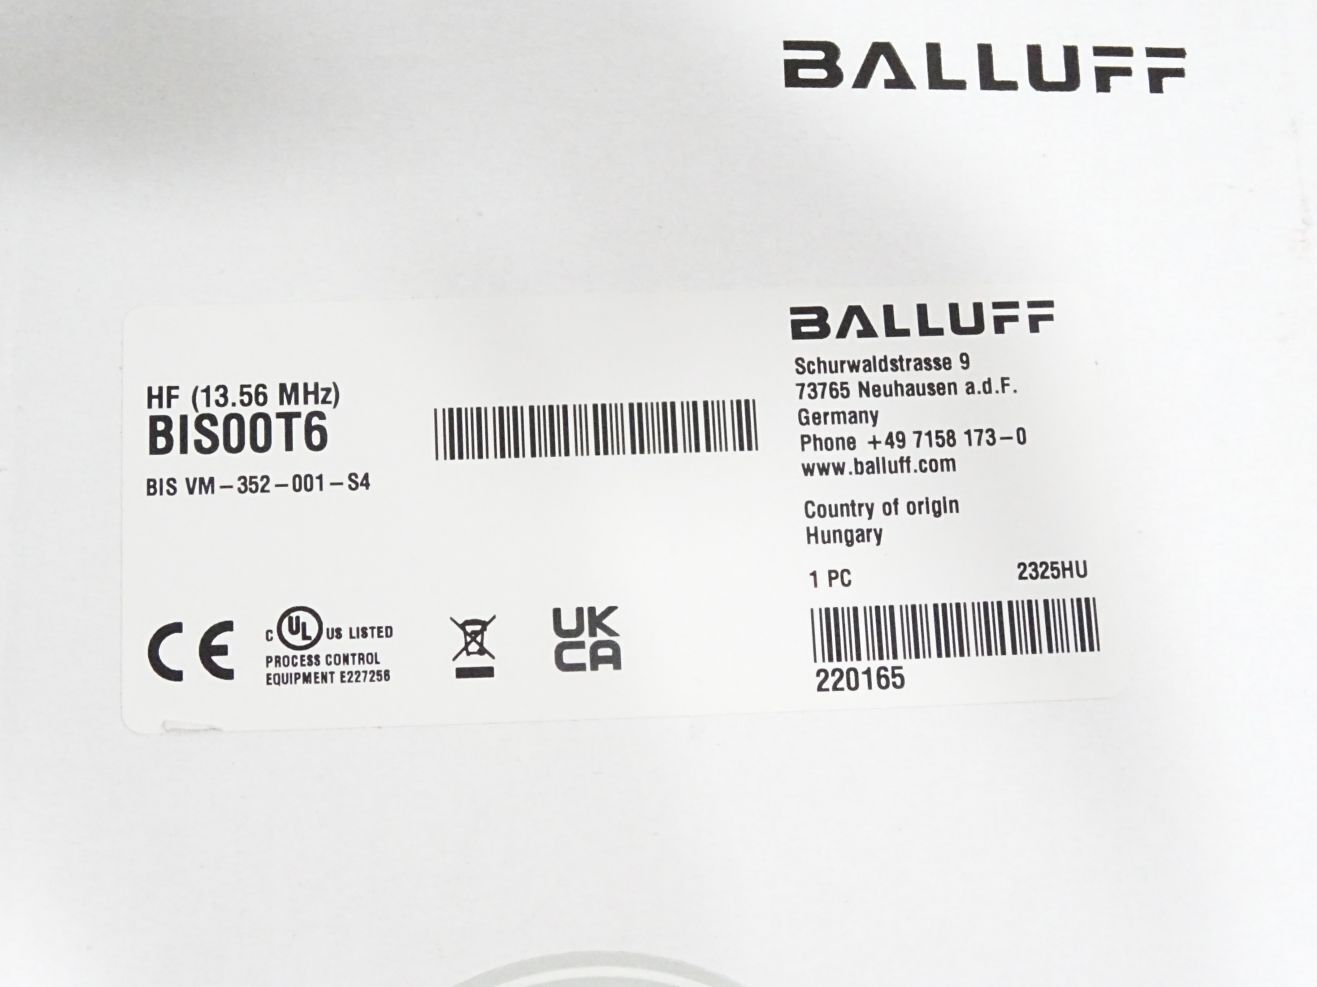 BALLUFF
HF (13.56 MHz)
BIS00T6
BIS VM-352-001-S4
BALLUFF
Schurwaldstrasse 9
73765 Neuhausen a.d.F.
Germany
Phone +49 7158 173-0
www.balluff.com
Country of origin
Hungary
1 PC 2325HU
220165
CE
C UL US LISTED
PROCESS CONTROL
EQUIPMENT E227256
UK
CA